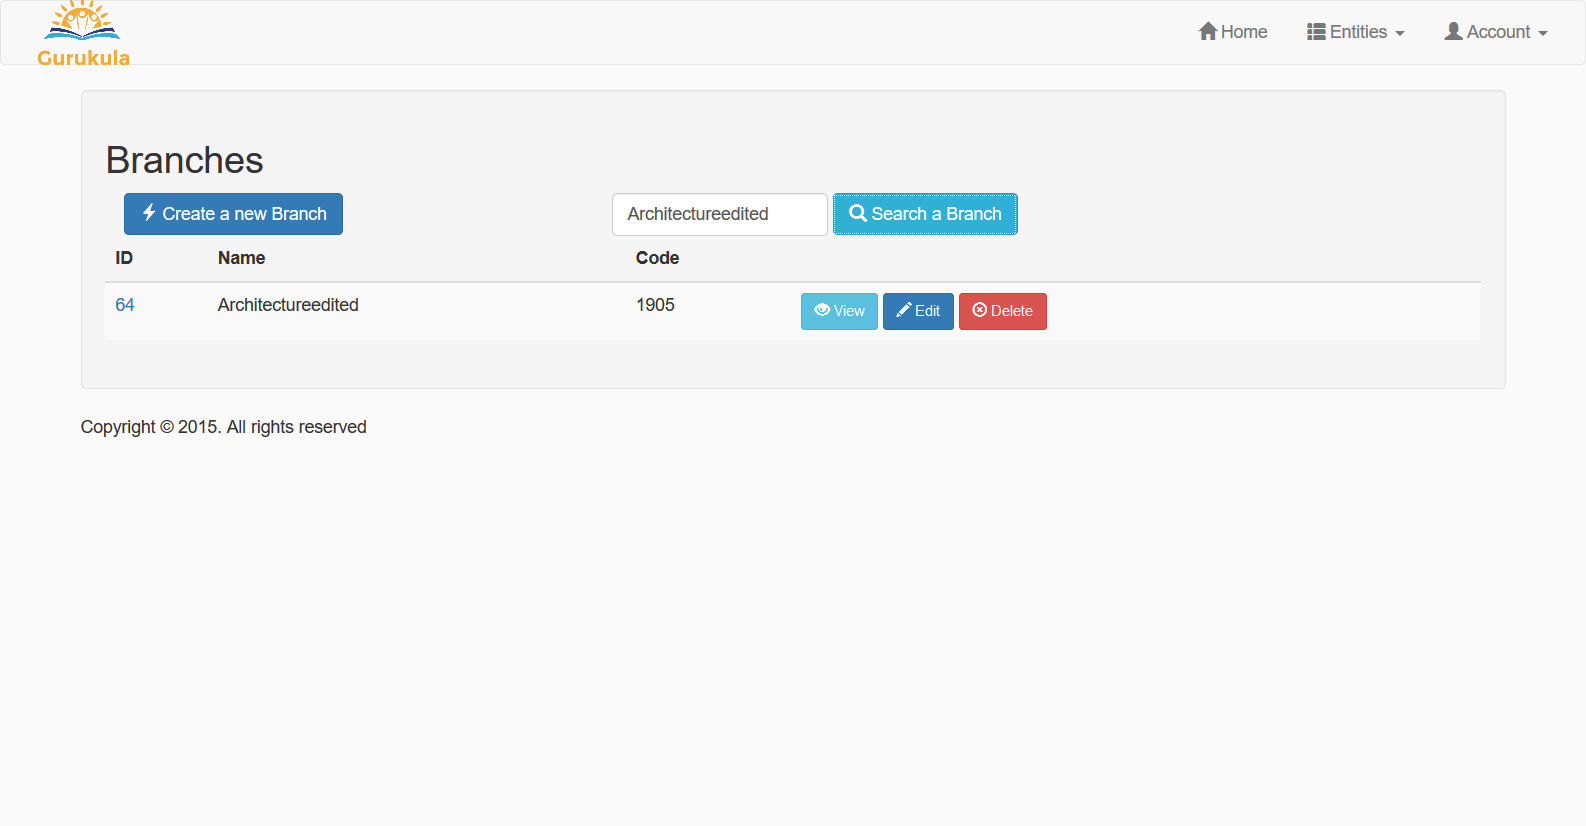 Gurukula
Home Entities Account
Branches
Create a new Branch Architectureedited Search a Branch
ID Name Code
64 Architectureedited 1905 View Edit Delete
Copyright © 2015. All rights reserved